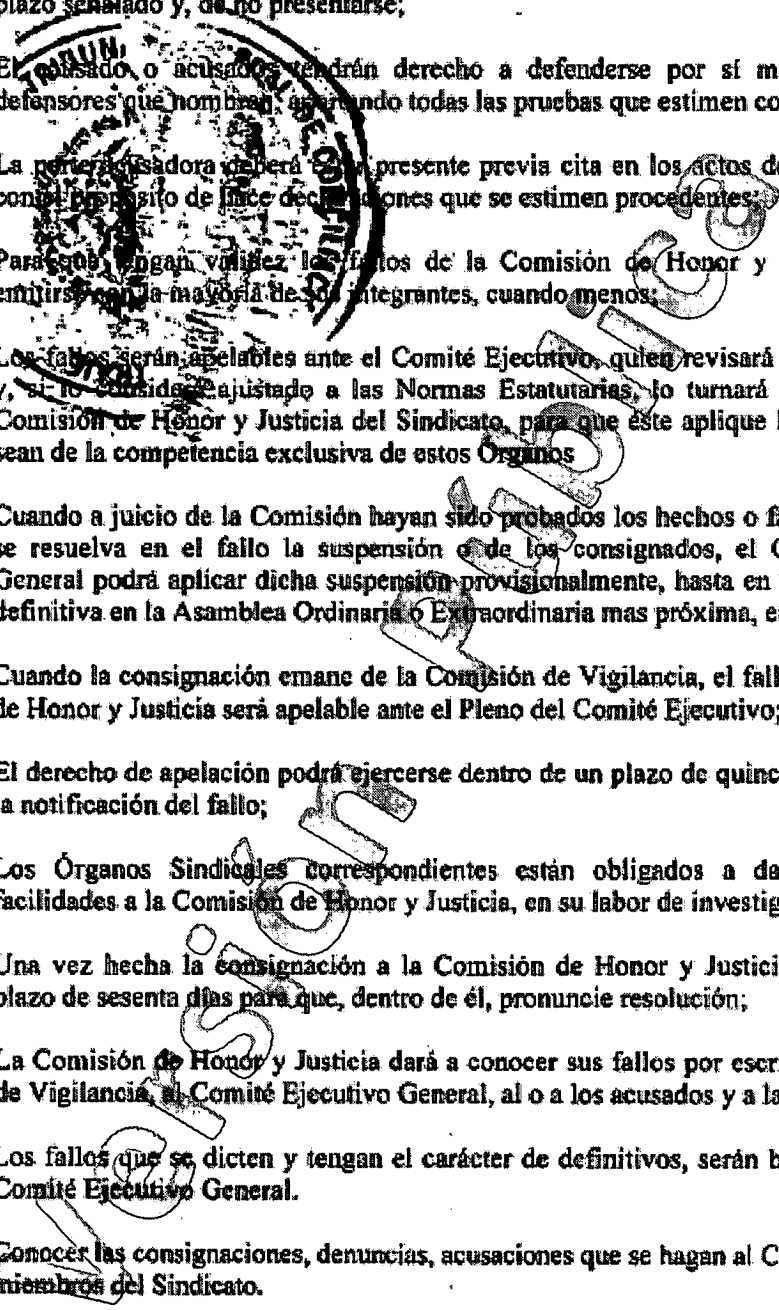 plazo señalado y, de no presentarse;
El acusado o acusados tendrán derecho a defenderse por sí m
defensores que nombran, aportando todas las pruebas que estimen co
La parte acusadora deberá estar presente previa cita en los actos de
con el propósito de hace declaraciones que se estimen procedentes;
Para que tengan validez los fallos de la Comisión de Honor y
emitirse con la mayoría de sus integrantes, cuando menos;
Los fallos serán apelables ante el Comité Ejecutivo, quien revisará
y, si lo considera ajustado a las Normas Estatutarias, lo turnará
Comisión de Honor y Justicia del Sindicato, para que éste aplique l
sean de la competencia exclusiva de estos Órganos
Cuando a juicio de la Comisión hayan sido probados los hechos o fa
se resuelva en el fallo la suspensión o de los consignados, el C
General podrá aplicar dicha suspensión provisionalmente, hasta en
definitiva en la Asamblea Ordinaria ó Extraordinaria mas próxima, e
Cuando la consignación emane de la Comisión de Vigilancia, el fall
de Honor y Justicia será apelable ante el Pleno del Comité Ejecutivo;
El derecho de apelación podrá ejercerse dentro de un plazo de quinc
la notificación del fallo;
Los Órganos Sindicales correspondientes están obligados a da
facilidades a la Comisión de Honor y Justicia, en su labor de investig
Una vez hecha la consignación a la Comisión de Honor y Justici
plazo de sesenta días para que, dentro de él, pronuncie resolución;
La Comisión de Honor y Justicia dará a conocer sus fallos por escr
de Vigilancia, al Comité Ejecutivo General, al o a los acusados y a la
Los fallos que se dicten y tengan el carácter de definitivos, serán b
Comité Ejecutivo General.
Conocer las consignaciones, denuncias, acusaciones que se hagan al C
miembros del Sindicato.
Versión Pública